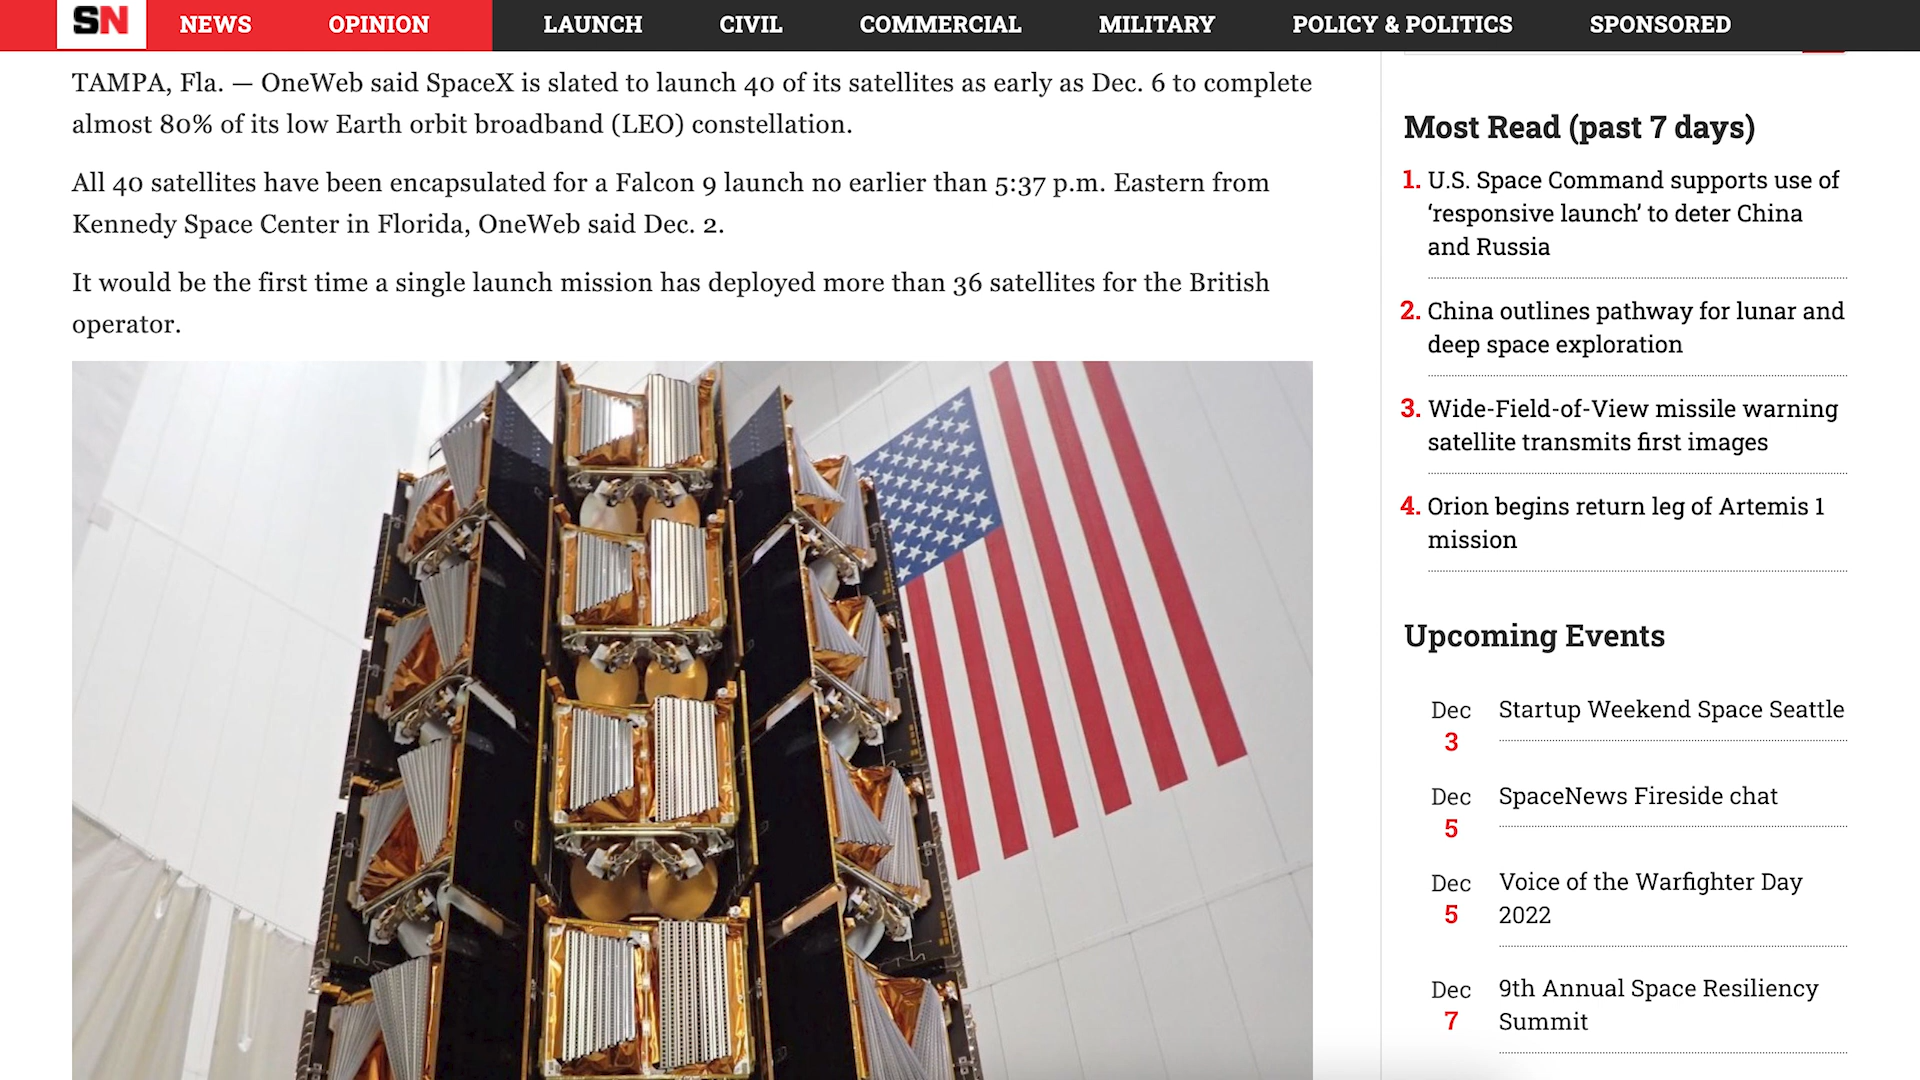 SN NEWS OPINION LAUNCH CIVIL COMMERCIAL MILITARY POLICY & POLITICS SPONSORED
TAMPA, Fla. — OneWeb said SpaceX is slated to launch 40 of its satellites as early as Dec. 6 to complete
almost 80% of its low Earth orbit broadband (LEO) constellation.
All 40 satellites have been encapsulated for a Falcon 9 launch no earlier than 5:37 p.m. Eastern from
Kennedy Space Center in Florida, OneWeb said Dec. 2.
It would be the first time a single launch mission has deployed more than 36 satellites for the British
operator.
Most Read (past 7 days)
1. U.S. Space Command supports use of
‘responsive launch’ to deter China
and Russia
2. China outlines pathway for lunar and
deep space exploration
3. Wide-Field-of-View missile warning
satellite transmits first images
4. Orion begins return leg of Artemis 1
mission
Upcoming Events
Dec Startup Weekend Space Seattle
3
Dec SpaceNews Fireside chat
5
Dec Voice of the Warfighter Day
5 2022
Dec 9th Annual Space Resiliency
7 Summit